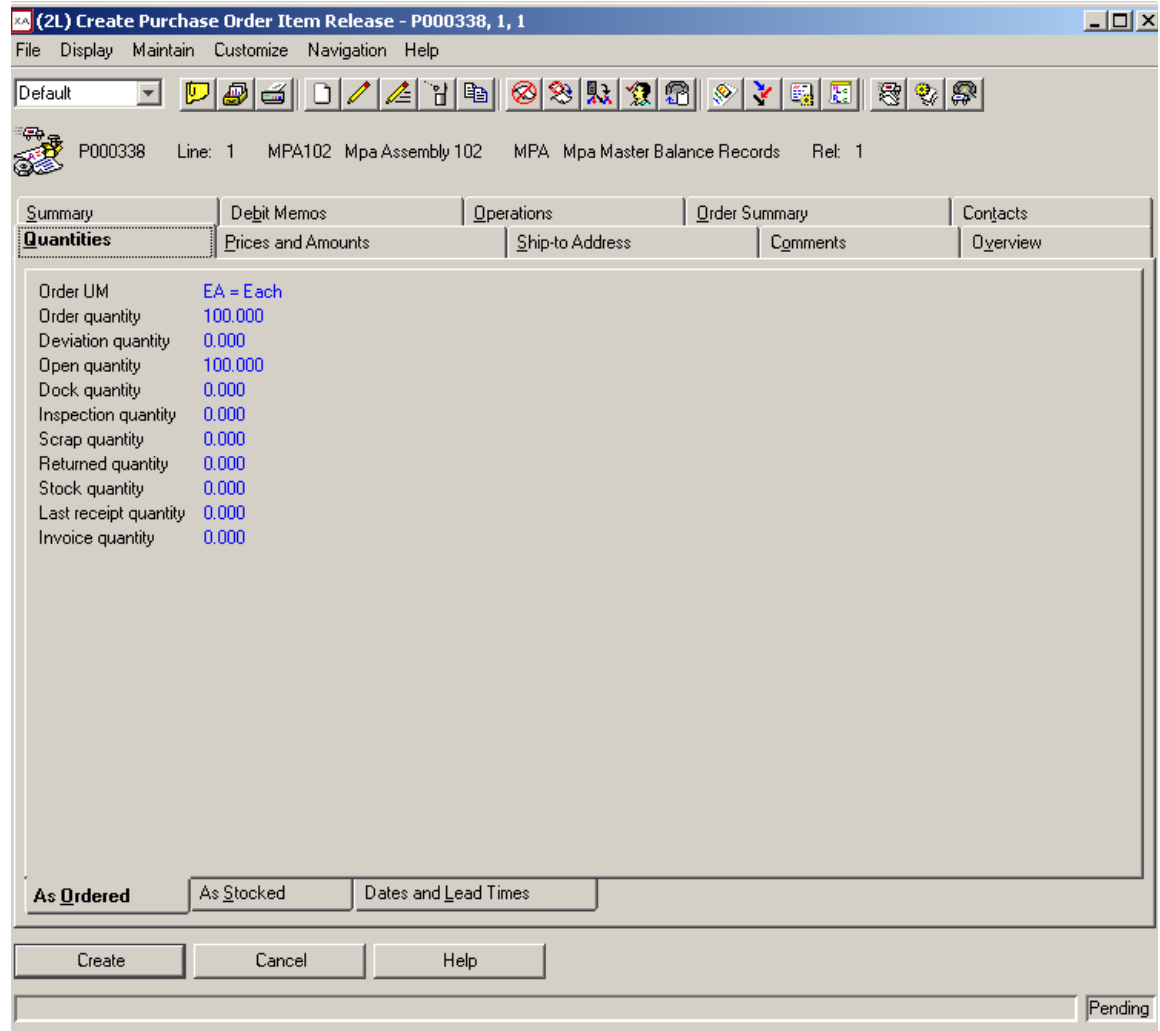 XA (2L) Create Purchase Order Item Release - P000338, 1, 1
File Display Maintain Customize Navigation Help
Default
P000338 Line: 1 MPA102 Mpa Assembly 102 MPA Mpa Master Balance Records Rel: 1
Summary Debit Memos Operations Order Summary Contacts
Quantities Prices and Amounts Ship-to Address Comments Overview
Order UM EA = Each
Order quantity 100.000
Deviation quantity 0.000
Open quantity 100.000
Dock quantity 0.000
Inspection quantity 0.000
Scrap quantity 0.000
Returned quantity 0.000
Stock quantity 0.000
Last receipt quantity 0.000
Invoice quantity 0.000
As Ordered As Stocked Dates and Lead Times
Create Cancel Help
Pending